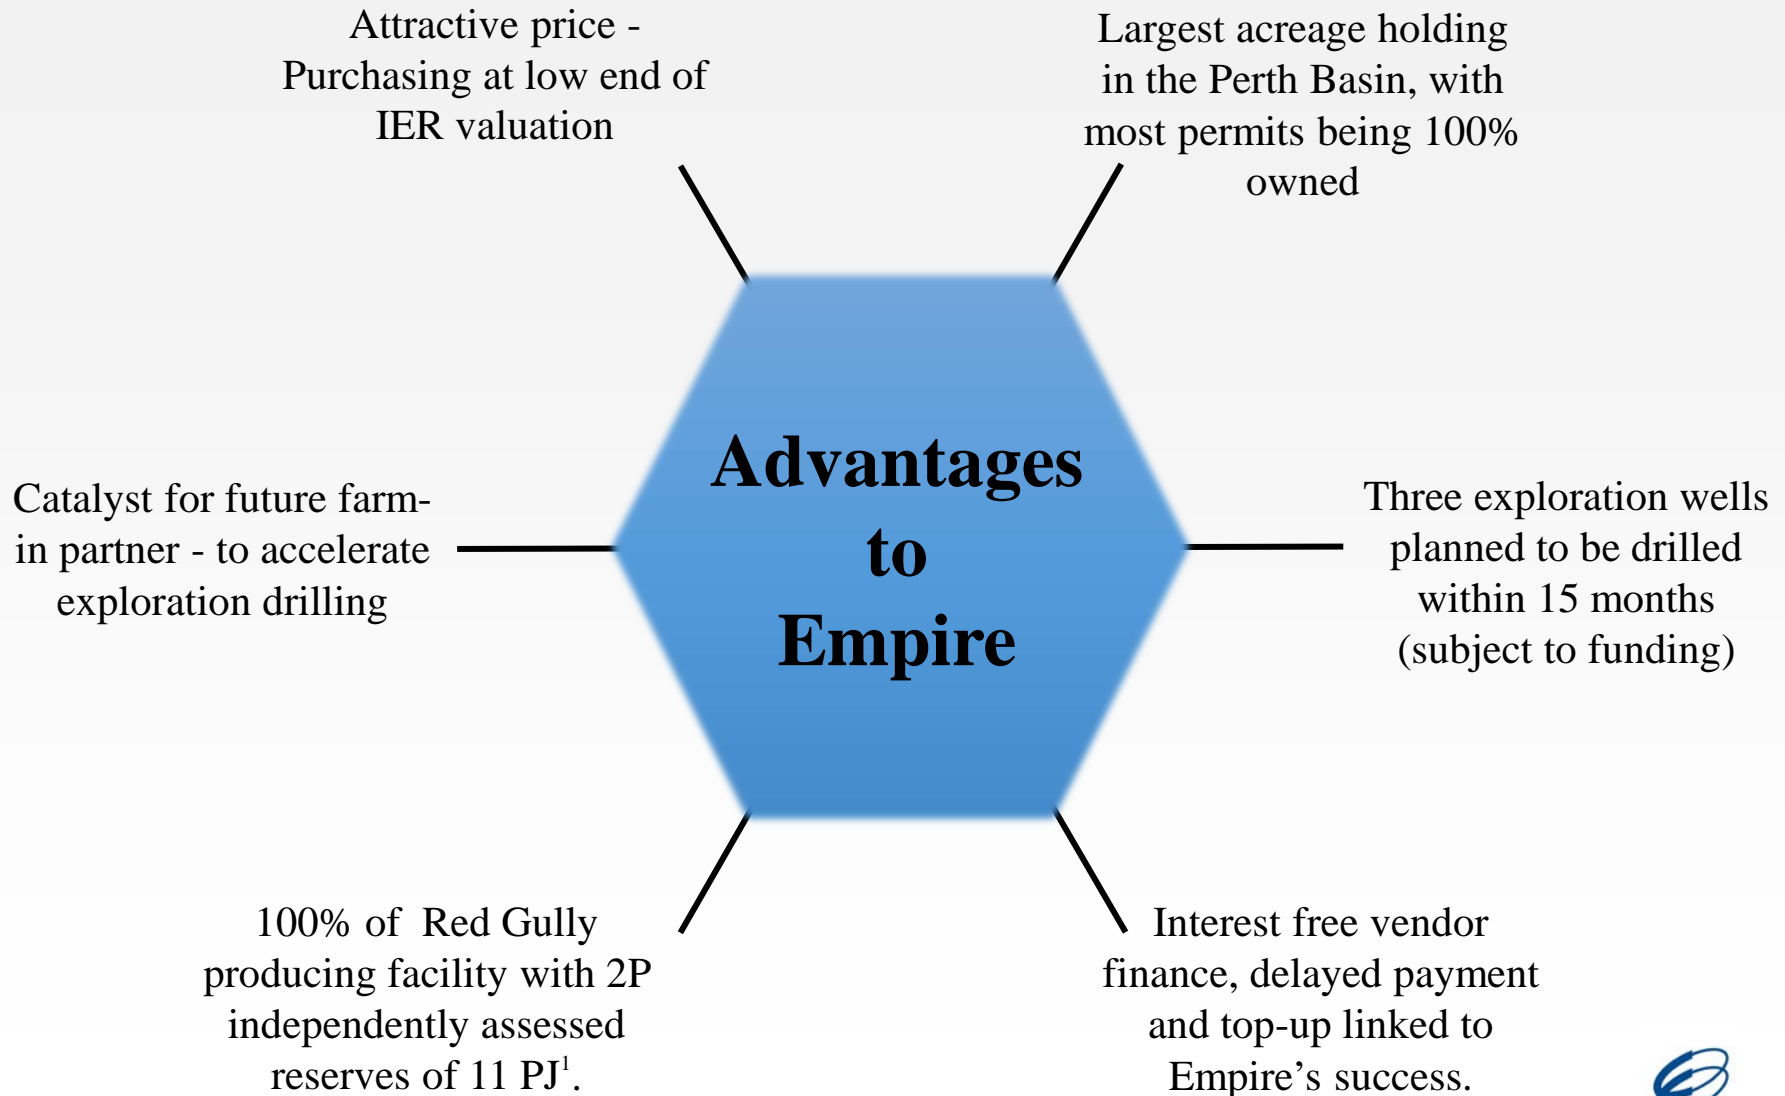 Attractive price -
Purchasing at low end of
IER valuation
Largest acreage holding
in the Perth Basin, with
most permits being 100%
owned
Advantages
to
Empire
Catalyst for future farm-
in partner - to accelerate
exploration drilling
Three exploration wells
planned to be drilled
within 15 months
(subject to funding)
100% of  Red Gully
producing facility with 2P
independently assessed
reserves of 11 PJ¹.
Interest free vendor
finance, delayed payment
and top-up linked to
Empire’s success.